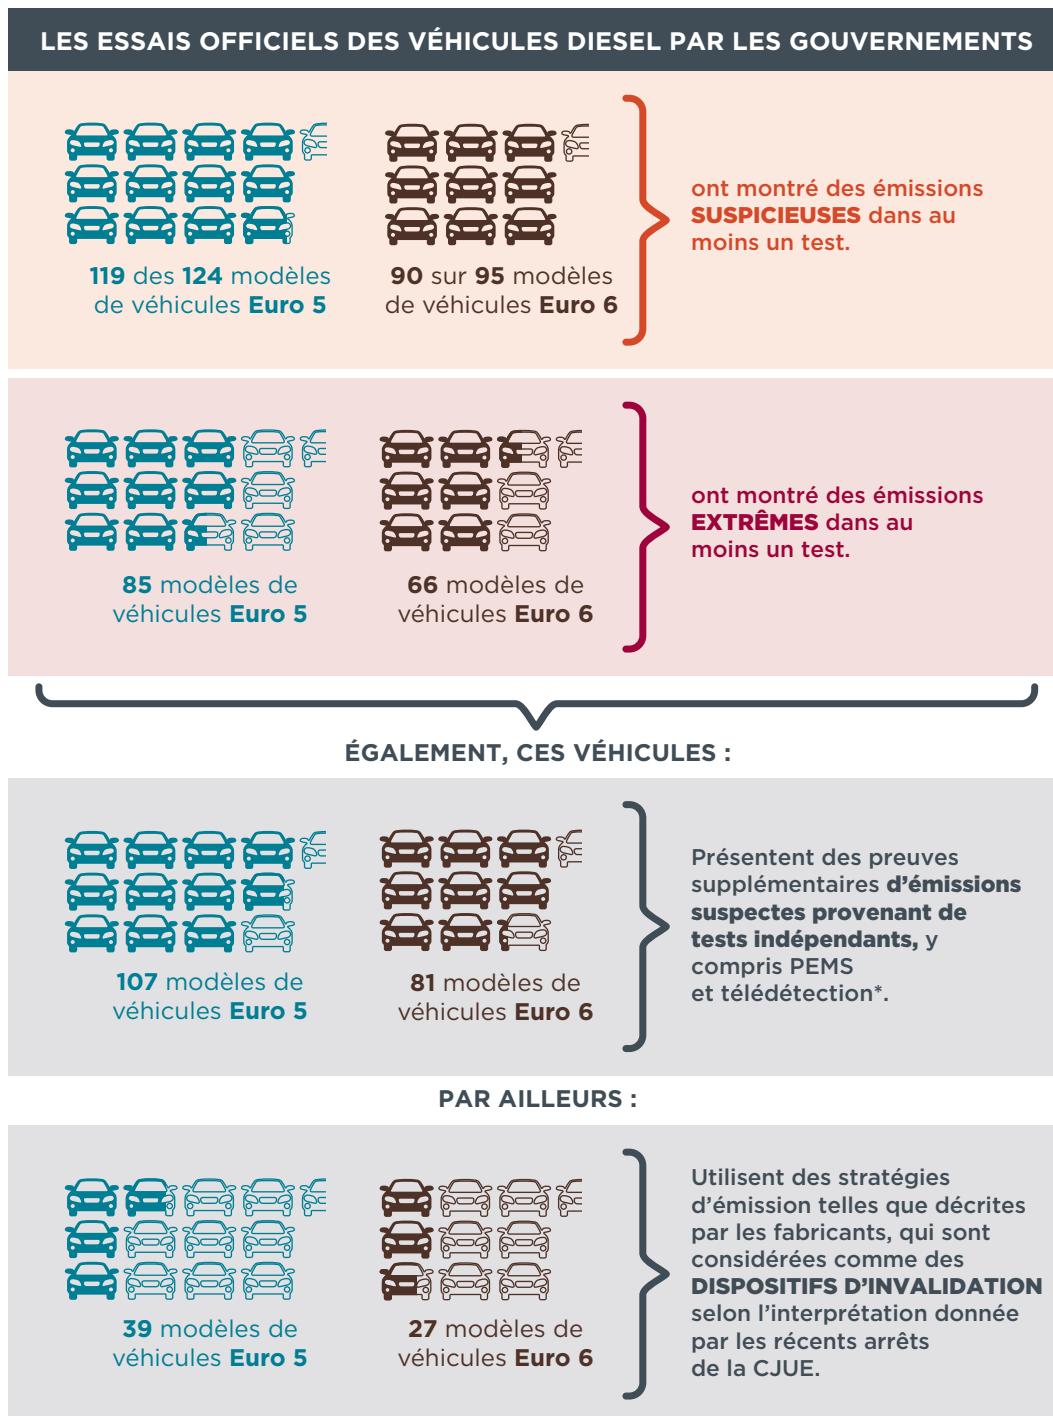 LES ESSAIS OFFICIELS DES VÉHICULES DIESEL PAR LES GOUVERNEMENTS
119 des 124 modèles
de véhicules Euro 5
90 sur 95 modèles
de véhicules Euro 6
ont montré des émissions
SUSPICIEUSES dans au
moins un test.
85 modèles de
véhicules Euro 5
66 modèles de
véhicules Euro 6
ont montré des émissions
EXTRÊMES dans au
moins un test.
ÉGALEMENT, CES VÉHICULES :
107 modèles de
véhicules Euro 5
81 modèles de
véhicules Euro 6
Présentent des preuves
supplémentaires d’émissions
suspectes provenant de
tests indépendants, y
compris PEMS
et télédétection*.
PAR AILLEURS :
39 modèles de
véhicules Euro 5
27 modèles de
véhicules Euro 6
Utilisent des stratégies
d’émission telles que décrites
par les fabricants, qui sont
considérées comme des
DISPOSITIFS D’INVALIDATION
selon l’interprétation donnée
par les récents arrêts
de la CJUE.